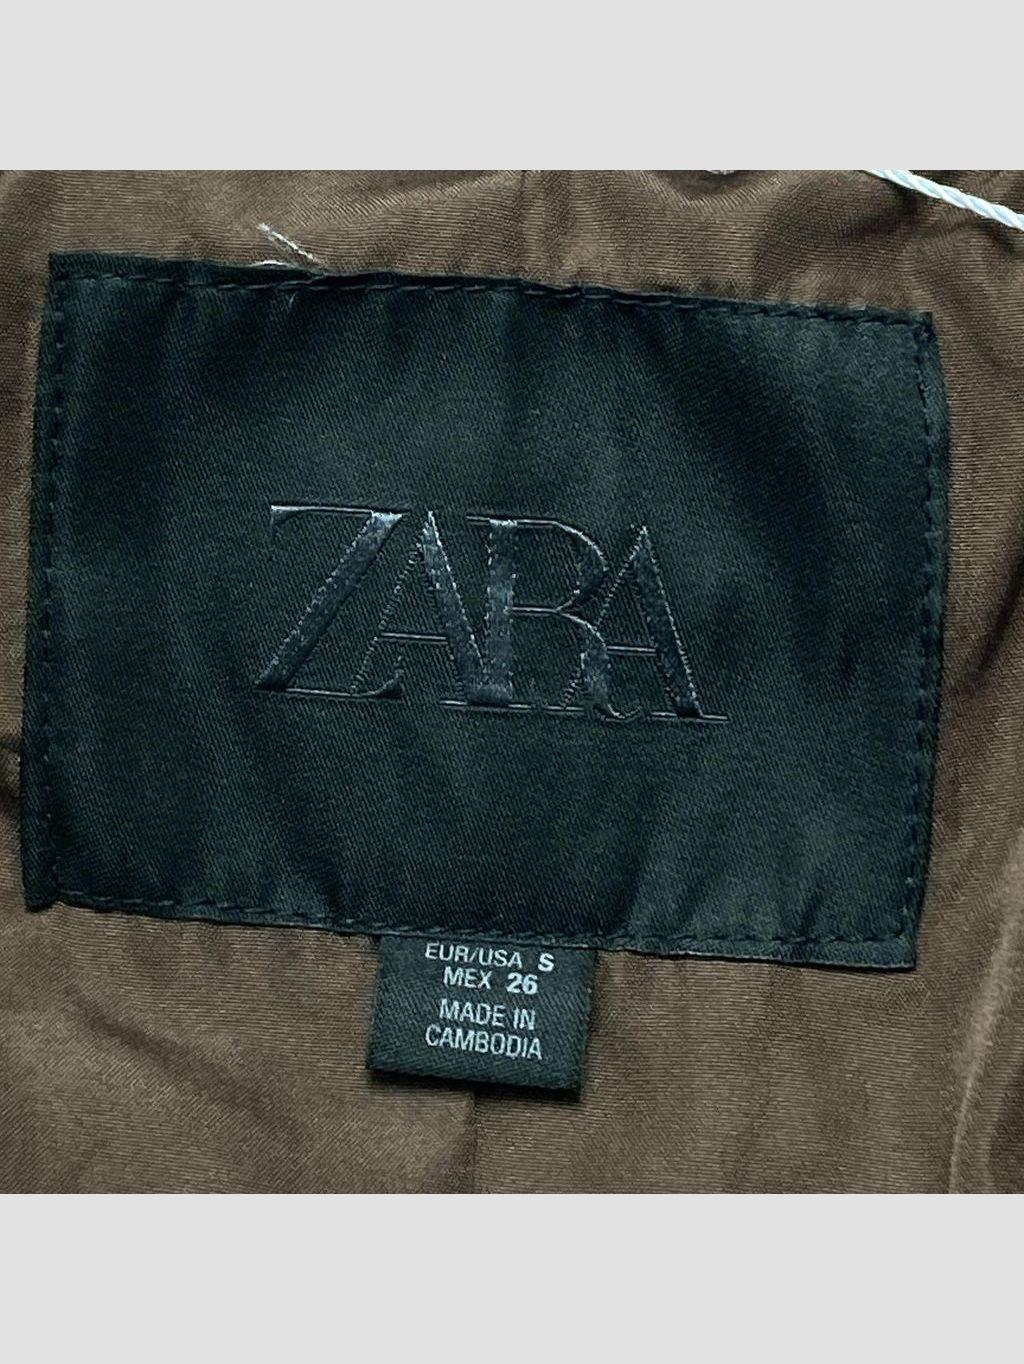 ZARA
EUR/USA S
MEX 26
MADE IN
CAMBODIA